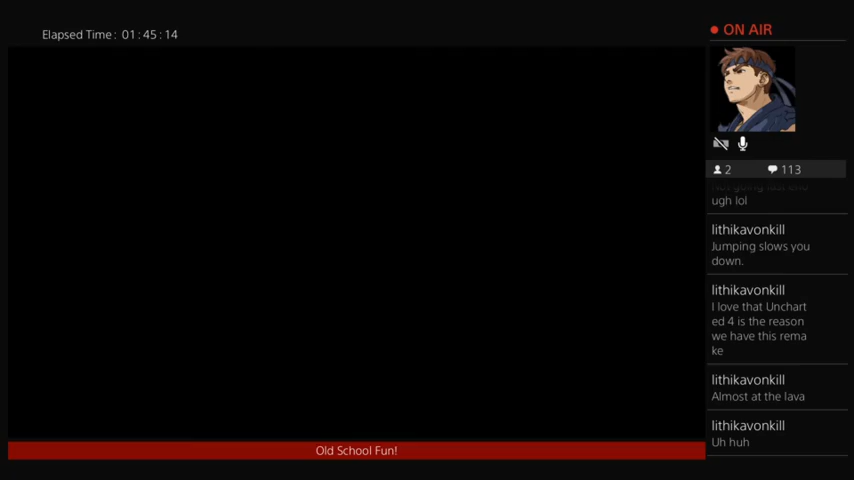 Elapsed Time: 01:45:14
ON AIR
2 113
ugh lol
lithikavonkill
Jumping slows you
down.
lithikavonkill
I love that Unchart
ed 4 is the reason
we have this rema
ke
lithikavonkill
Almost at the lava
lithikavonkill
Uh huh
Old School Fun!